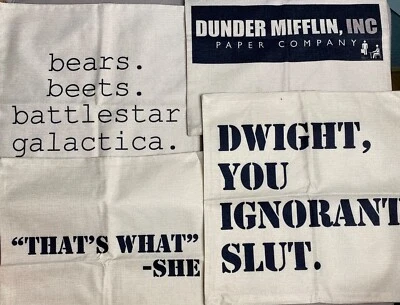 bears.
beets.
battlestar
galactica.
DUNDER MIFFLIN, INC
PAPER COMPANY
"THAT'S WHAT"
-SHE
DWIGHT,
YOU
IGNORANT
SLUT.